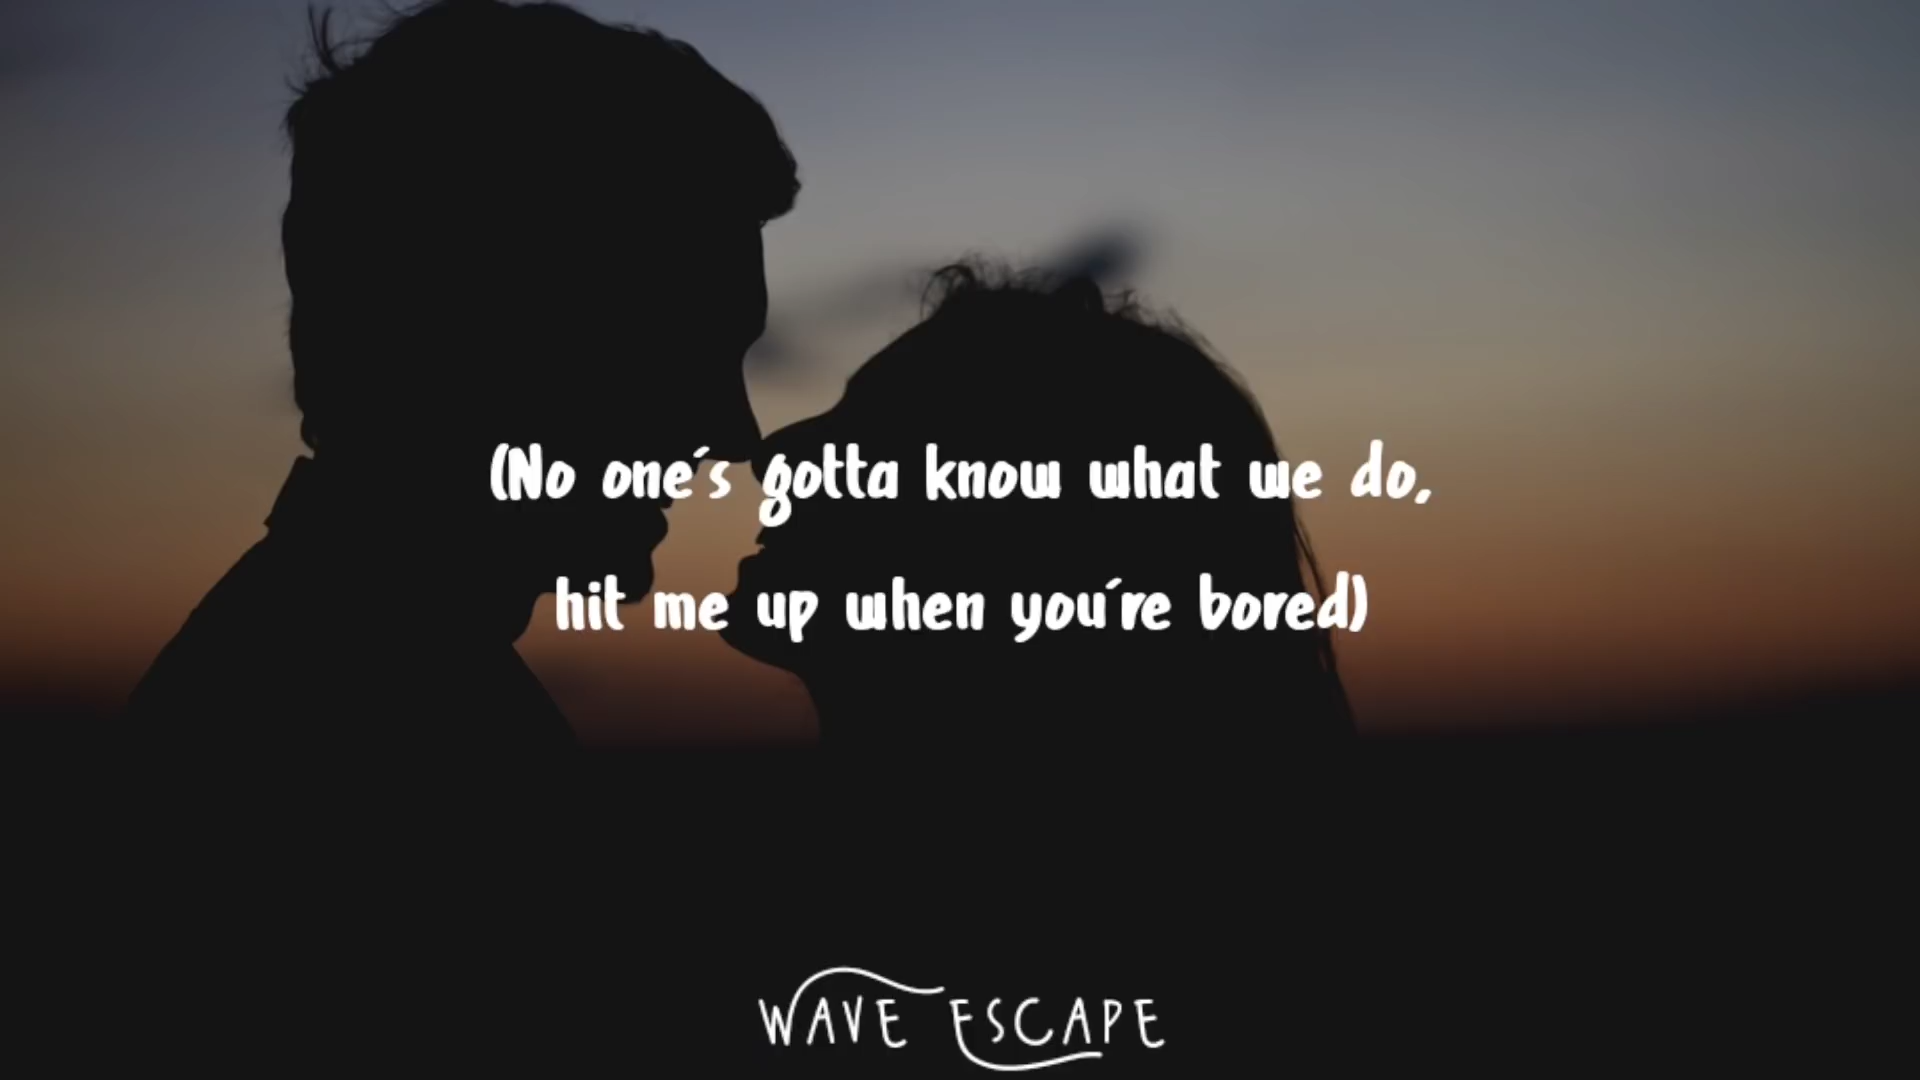 (No one´s gotta know what we do,
hit me up when you´re bored)
WAVE ESCAPE